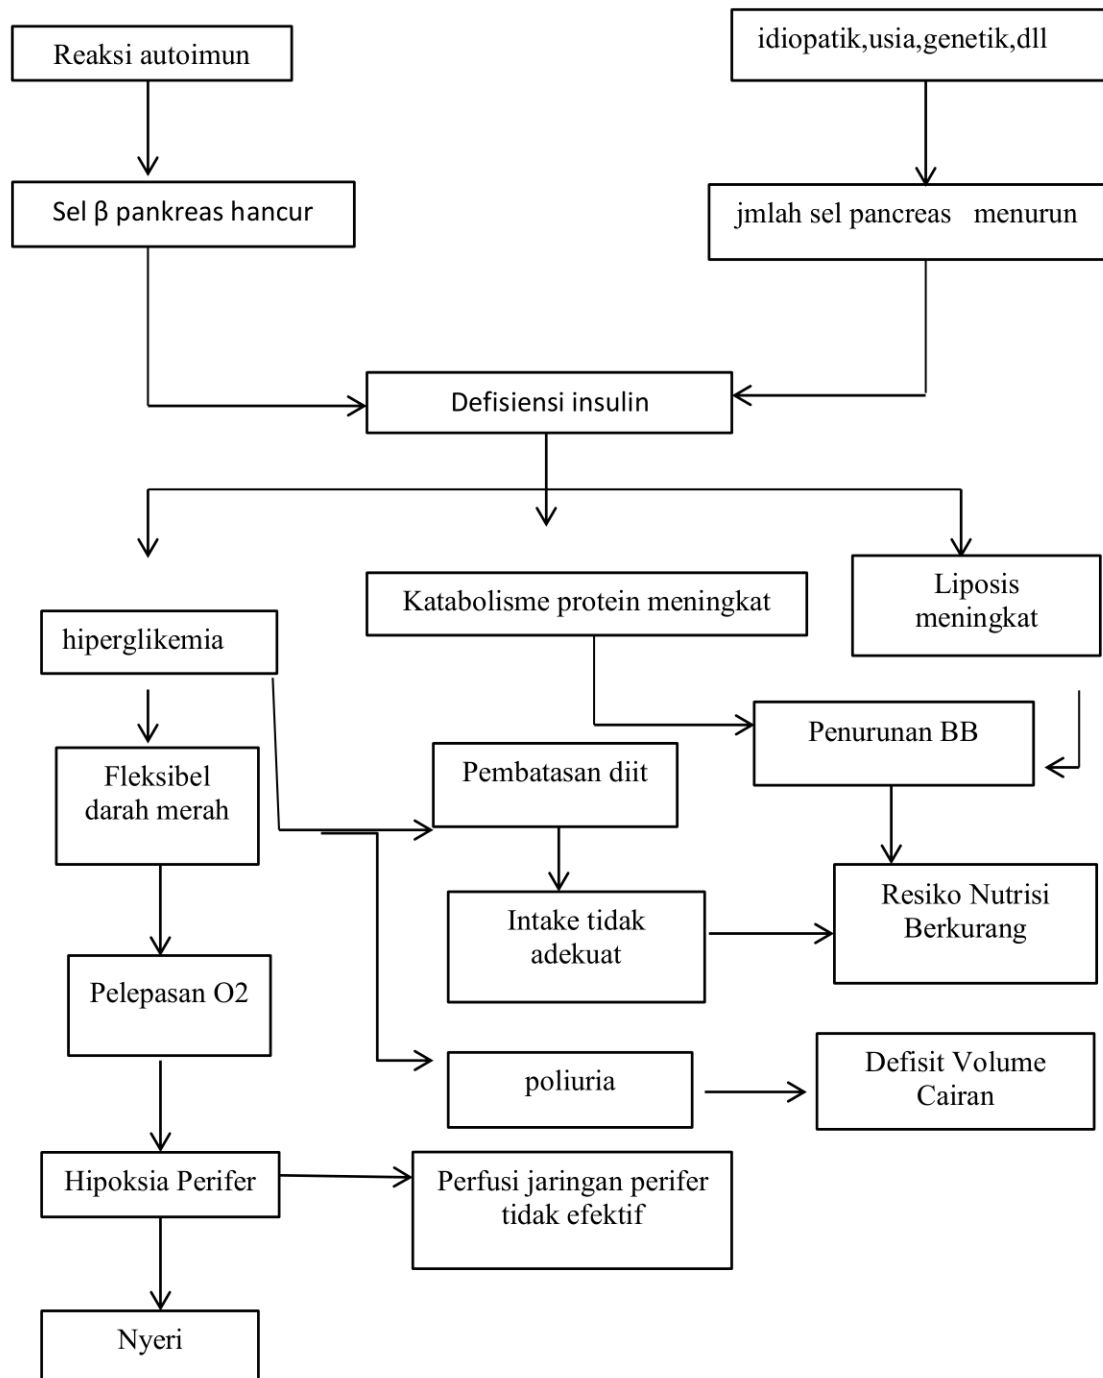 Reaksi autoimun
idiopatik,usia,genetik,dll
Sel β pankreas hancur
jmlah sel pancreas menurun
Defisiensi insulin
Katabolisme protein meningkat
Liposis
meningkat
hiperglikemia
Penurunan BB
Fleksibel
darah merah
Pembatasan diit
Intake tidak
adekuat
Resiko Nutrisi
Berkurang
Pelepasan O2
poliuria
Defisit Volume
Cairan
Hipoksia Perifer
Perfusi jaringan perifer
tidak efektif
Nyeri